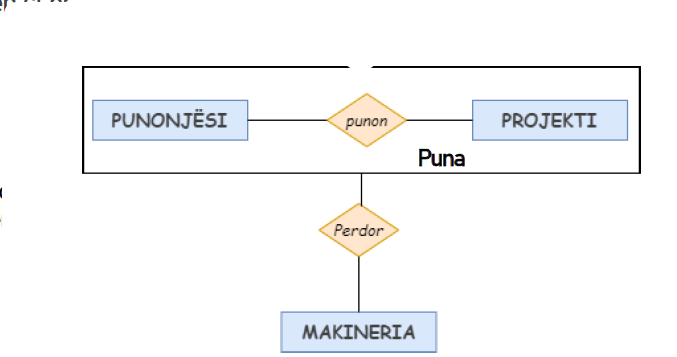 PUNONJËSI punon PROJEKTI
Puna
Perdor
MAKINERIA